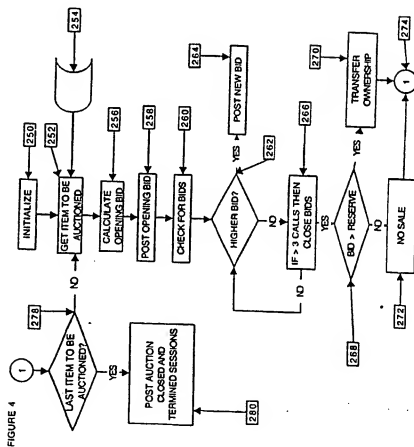 FIGURE 4
1
278
LAST ITEM TO BE
AUCTIONED?
NO
YES
POST AUCTION
CLOSED AND
TERMINED SESSIONS
280
250
INITIALIZE
252
254
GET ITEM TO BE
AUCTIONED
256
CALCULATE
OPENING BID
258
POST OPENING BID
260
CHECK FOR BIDS
262
HIGHER BID?
YES
264
POST NEW BID
NO
266
IF > 3 CALLS THEN
CLOSE BIDS
NO
YES
268
BID > RESERVE
YES
270
TRANSFER
OWNERSHIP
NO
272
NO SALE
274
1